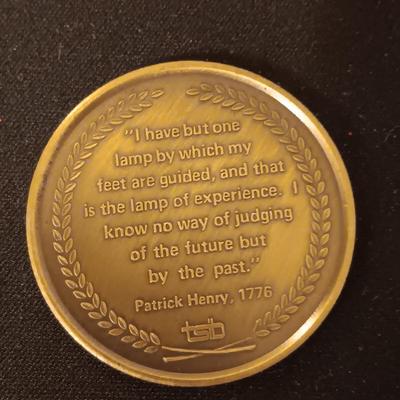 "I have but one
lamp by which my
feet are guided, and that
is the lamp of experience. I
know no way of judging
of the future but
by the past."
Patrick Henry, 1776
tsb